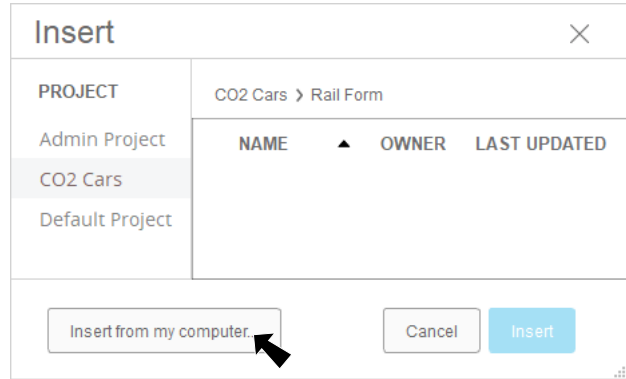 Insert
PROJECT
CO2 Cars > Rail Form
Admin Project
NAME ▲ OWNER LAST UPDATED
CO2 Cars
Default Project
Insert from my computer...
Cancel
Insert